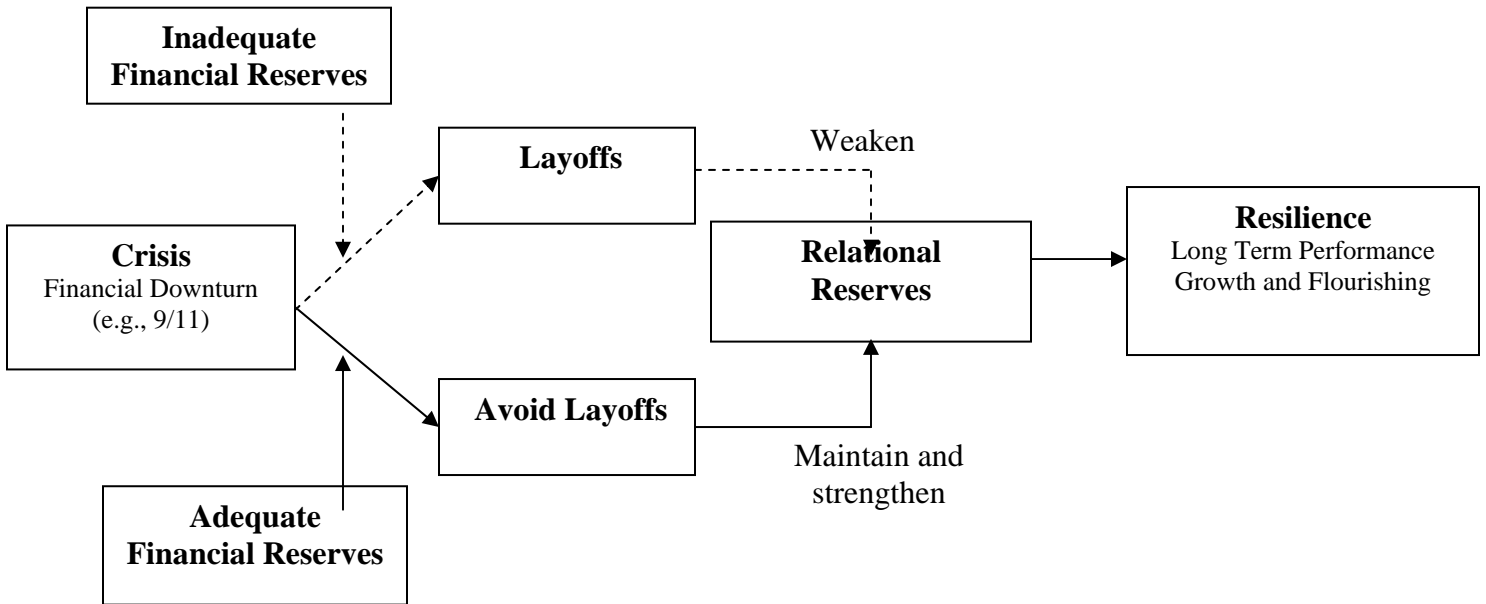 Inadequate
Financial Reserves
Layoffs
Weaken
Crisis
Financial Downturn
(e.g., 9/11)
Relational
Reserves
Resilience
Long Term Performance
Growth and Flourishing
Avoid Layoffs
Maintain and
strengthen
Adequate
Financial Reserves